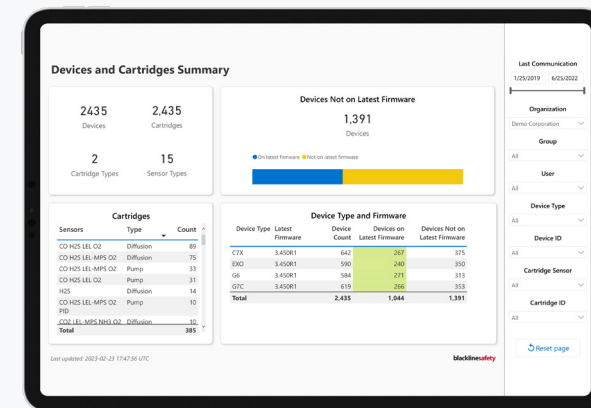 Devices and Cartridges Summary
2435
Devices
2,435
Cartridges
2
Cartridge Types
15
Sensor Types
Devices Not on Latest Firmware
1,391
Devices
On latest firmware Not on latest firmware
Cartridges
Sensors Type Count
CO H2S LEL O2 Diffusion 89
CO H2S LEL-MPS O2 Diffusion 75
CO H2S LEL-MPS O2 Pump 33
CO H2S LEL O2 Pump 31
H2S Diffusion 14
CO H2S LEL-MPS O2 Pump 10
PID
CO2 LEL-MPS NH3 O2 Diffusion 10
Total 385
Device Type and Firmware
Device Type Latest Device Devices on Devices Not on
Firmware Count Latest Firmware Latest Firmware
C7X 3.450R1 642 267 375
EXO 3.450R1 590 240 350
G6 3.450R1 584 271 313
G7C 3.450R1 619 266 353
Total 2,435 1,044 1,391
Last updated: 2023-02-23 17:47:36 UTC
blacklinesafety
Last Communication
1/25/2019 6/25/2022
Organization
Demo Corporation
Group
All
User
All
Device Type
All
Device ID
All
Cartridge Sensor
All
Cartridge ID
All
Reset page